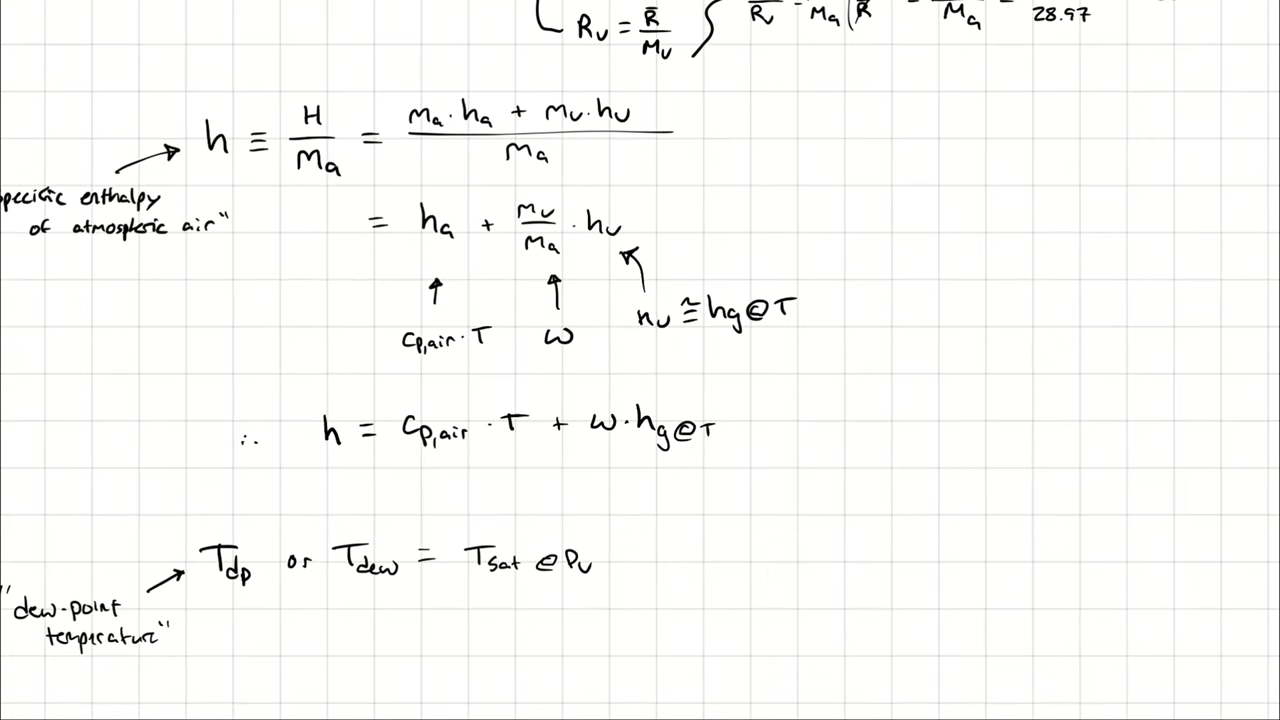 Rᵥ = R̄/Mᵥ
28.97
h ≡ H/mₐ = (mₐ·hₐ + mᵥ·hᵥ)/mₐ
specific enthalpy
of atmospheric air"
= hₐ + mᵥ/mₐ · hᵥ
hᵥ ≅ hg@T
Cp,air · T
ω
∴ h = Cp,air · T + ω·hg@T
Tdp or Tdew = Tsat @ Pᵥ
"dew-point
temperature"